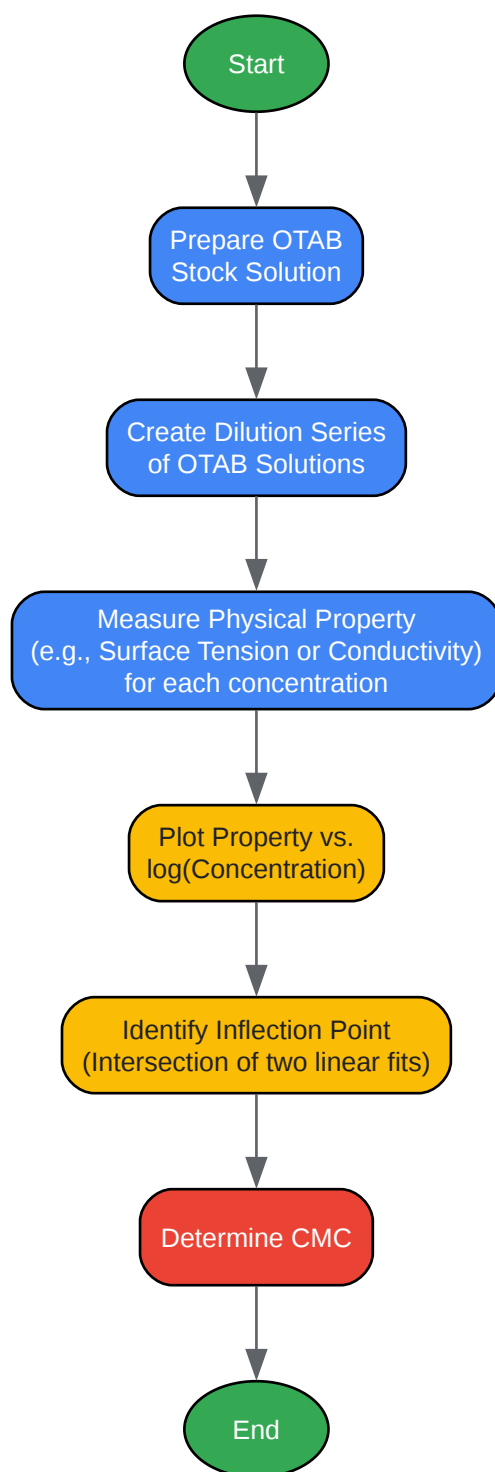 Start
Prepare OTAB
Stock Solution
Create Dilution Series
of OTAB Solutions
Measure Physical Property
(e.g., Surface Tension or Conductivity)
for each concentration
Plot Property vs.
log(Concentration)
Identify Inflection Point
(Intersection of two linear fits)
Determine CMC
End